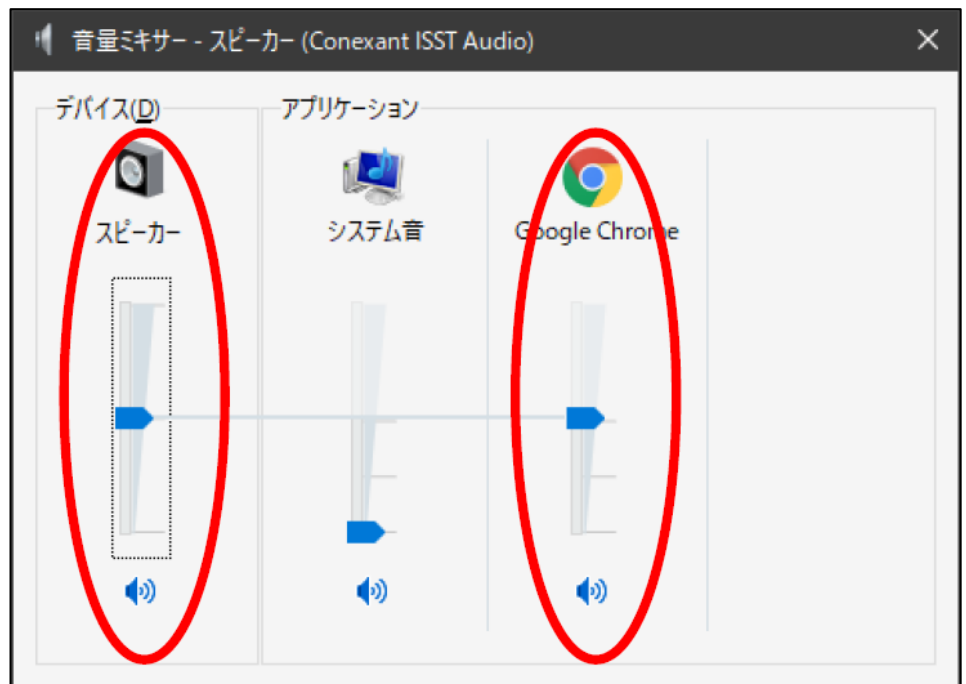 音量ミキサー - スピーカー (Conexant ISST Audio)
デバイス(D)
アプリケーション
スピーカー
システム音
Google Chrome